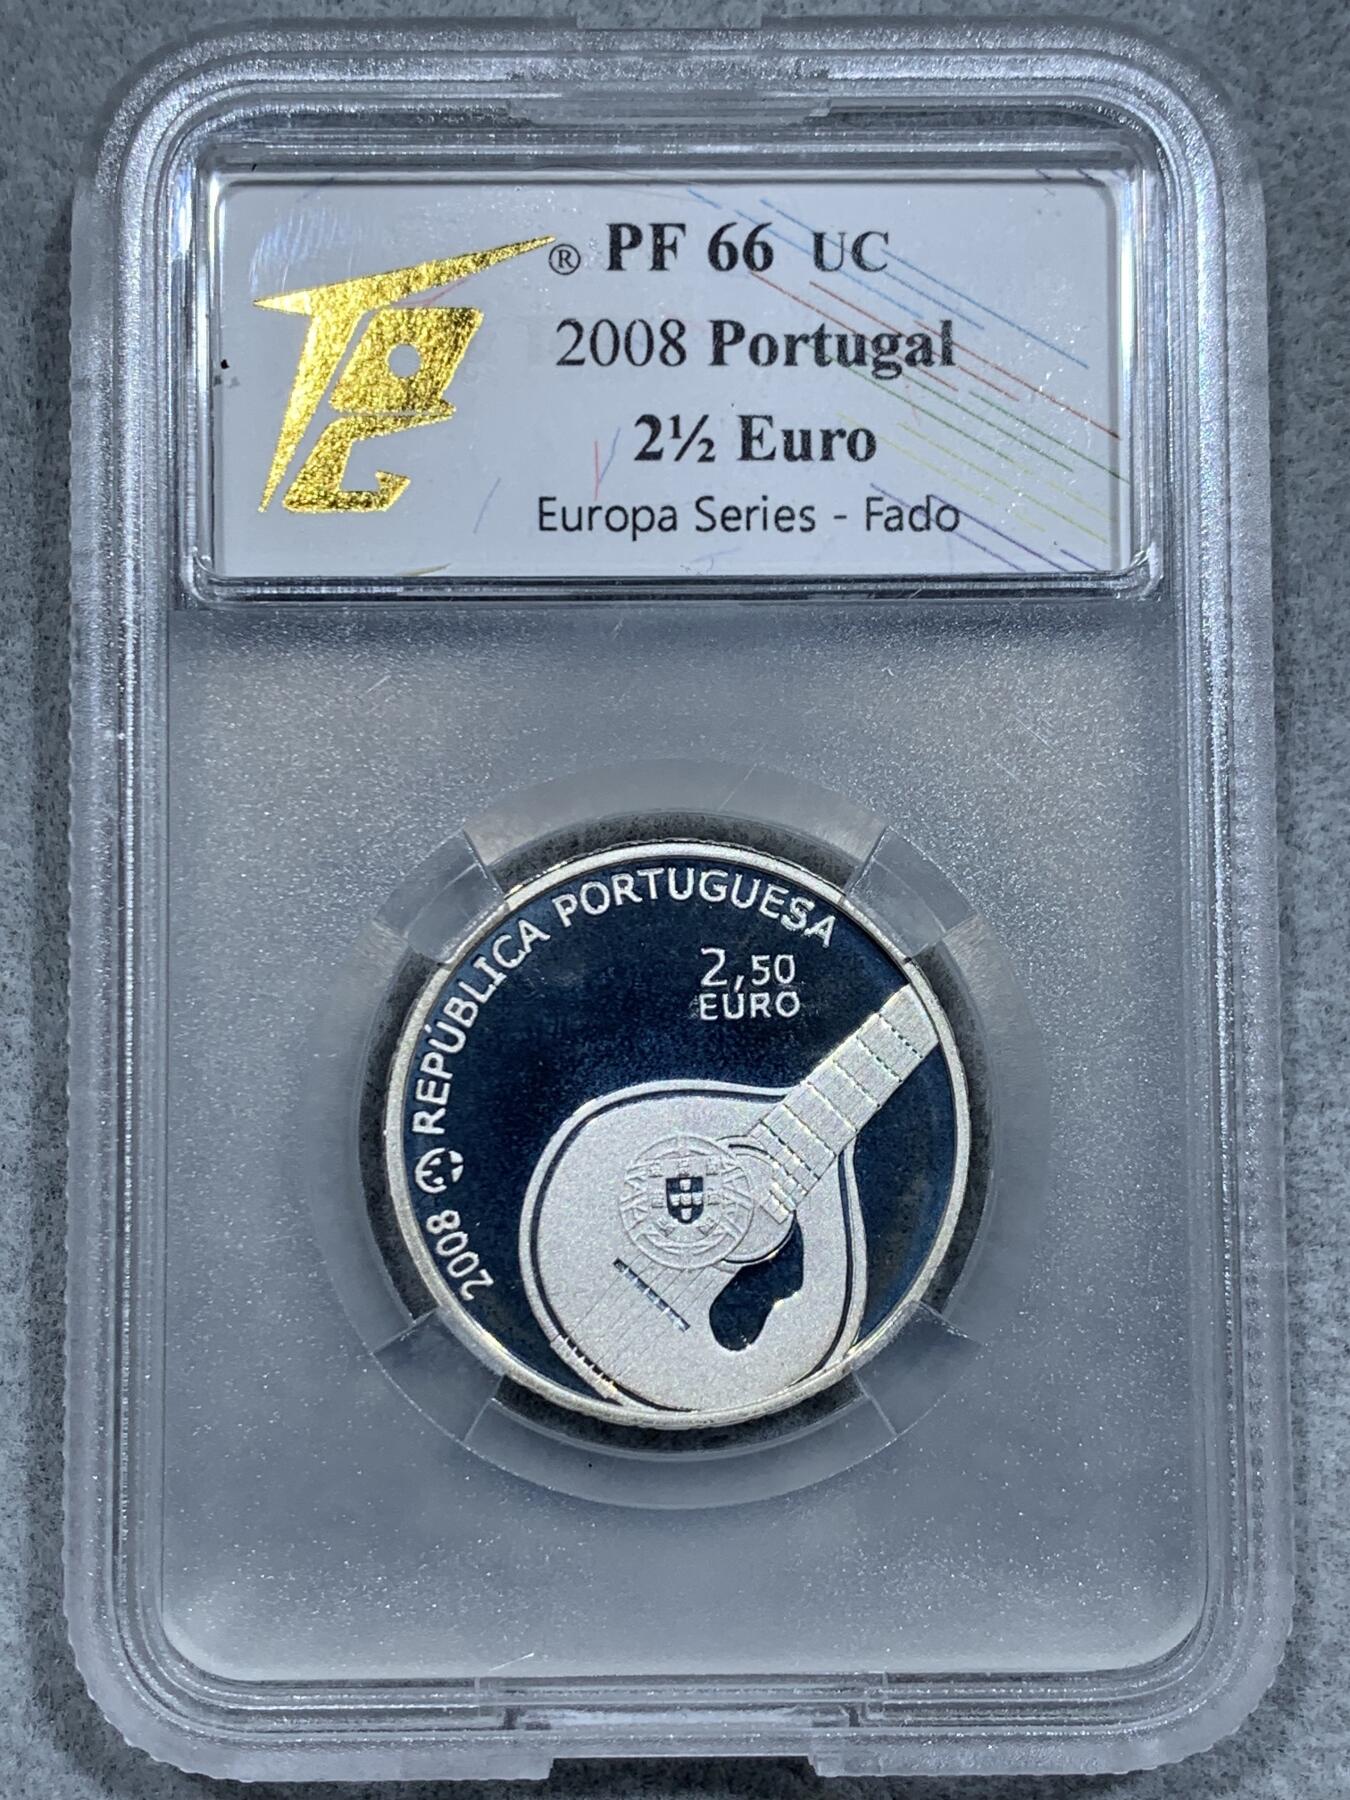 ® PF 66 UC
2008 Portugal
2½ Euro
Europa Series - Fado
2008 REPÚBLICA PORTUGUESA
2,50
EURO